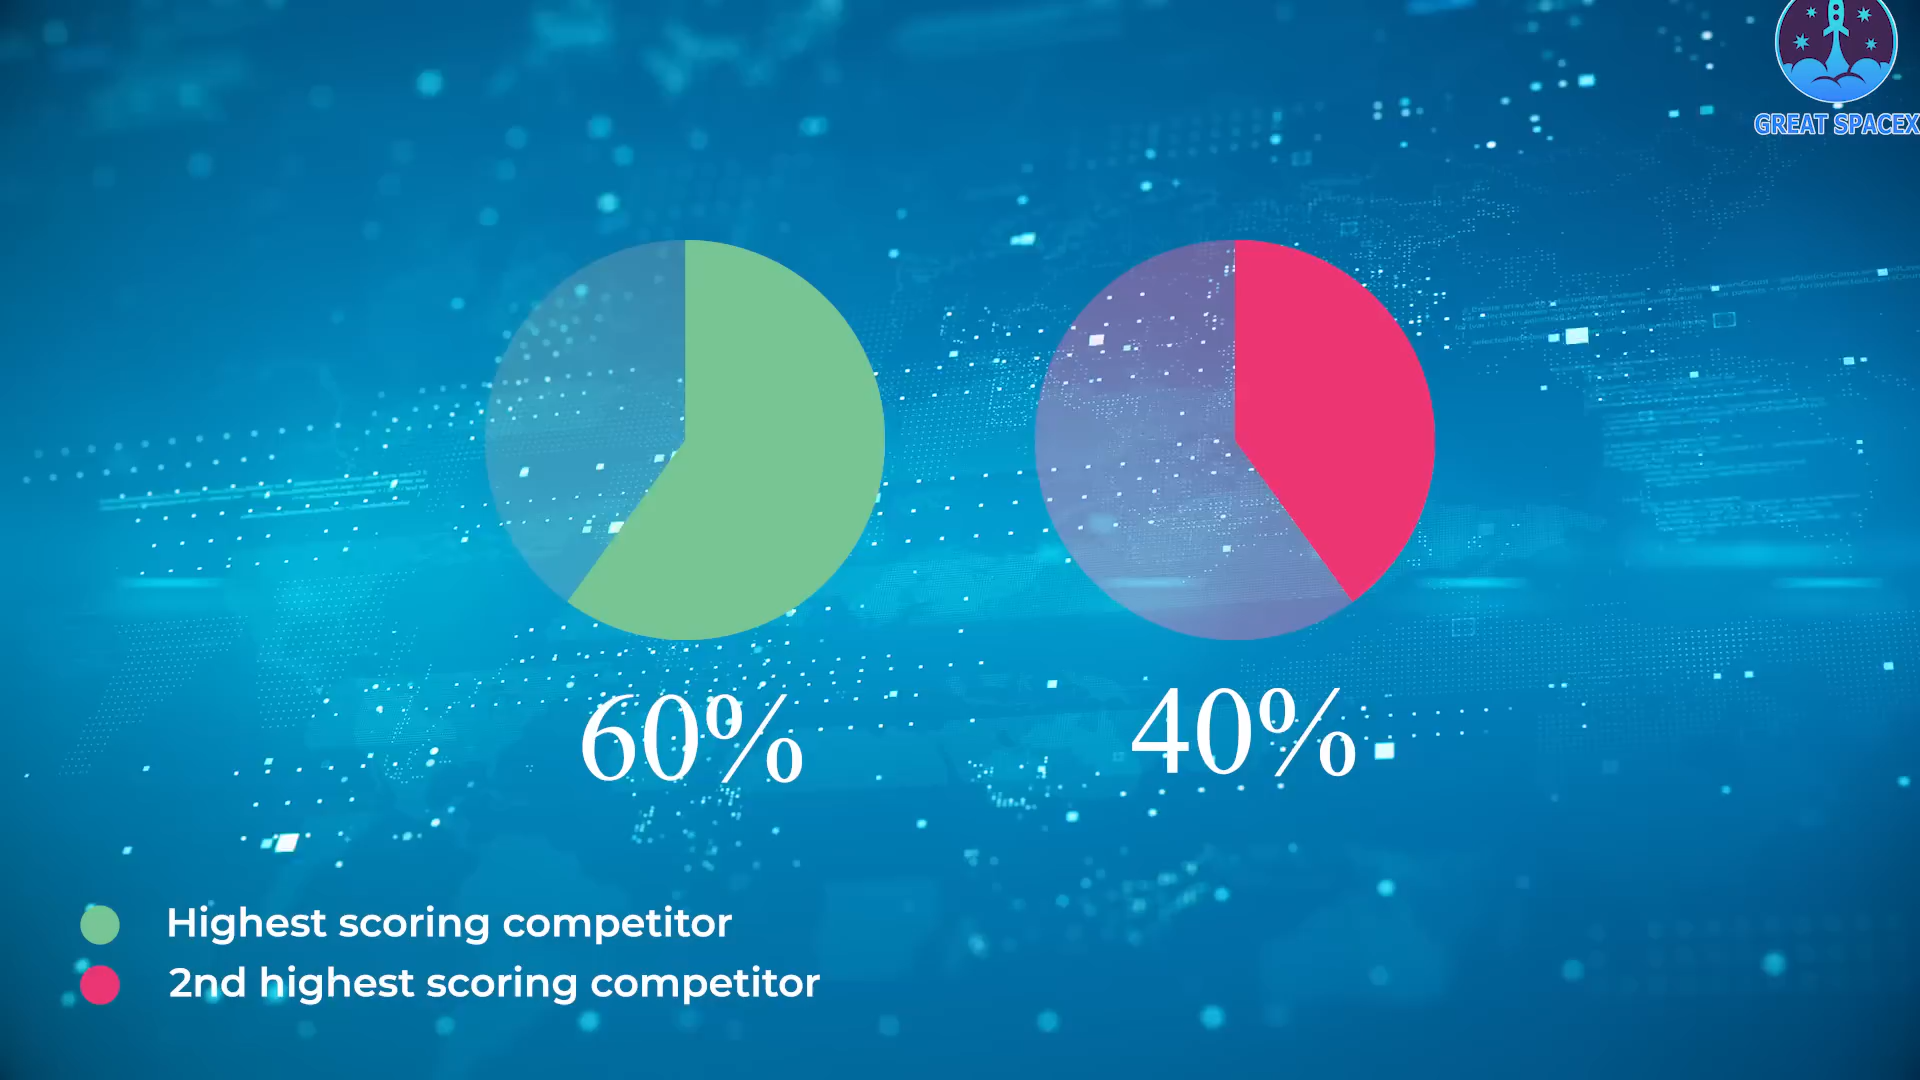 GREAT SPACEX
60%
40%
Highest scoring competitor
2nd highest scoring competitor